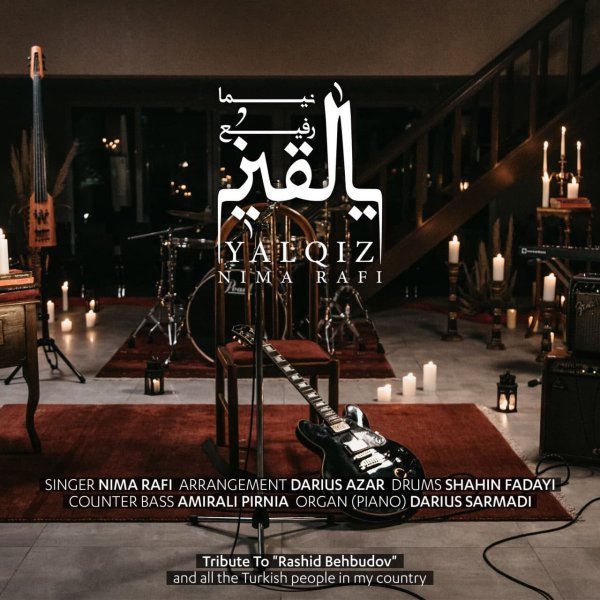 نیما
رفیع
یالقیز
YALQIZ
NIMA RAFI
SINGER NIMA RAFI ARRANGEMENT DARIUS AZAR DRUMS SHAHIN FADAYI
COUNTER BASS AMIRALI PIRNIA ORGAN (PIANO) DARIUS SARMADI
Tribute To "Rashid Behbudov"
and all the Turkish people in my country